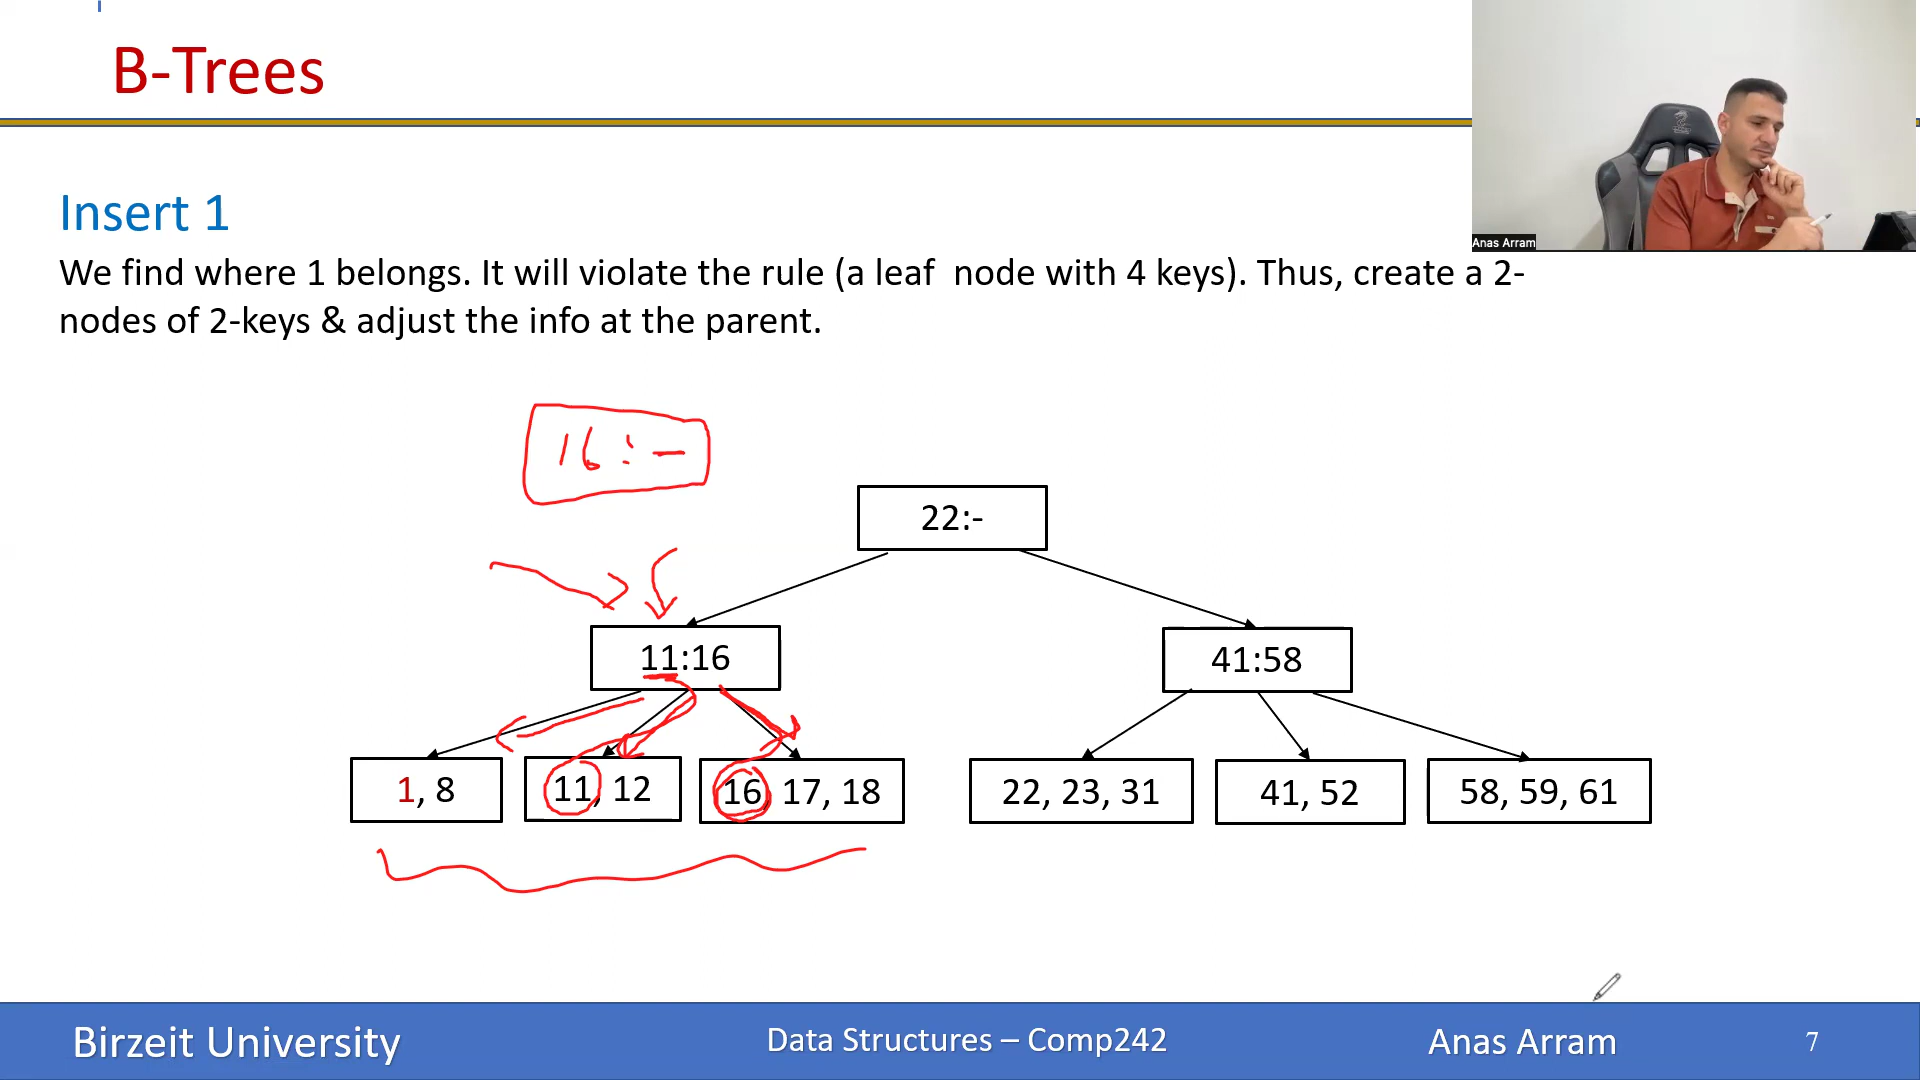 B-Trees
Anas Arram
Insert 1
We find where 1 belongs. It will violate the rule (a leaf node with 4 keys). Thus, create a 2-
nodes of 2-keys & adjust the info at the parent.
16 : -
22:-
11:16
41:58
1, 8
11, 12
16, 17, 18
22, 23, 31
41, 52
58, 59, 61
Birzeit University
Data Structures – Comp242
Anas Arram
7